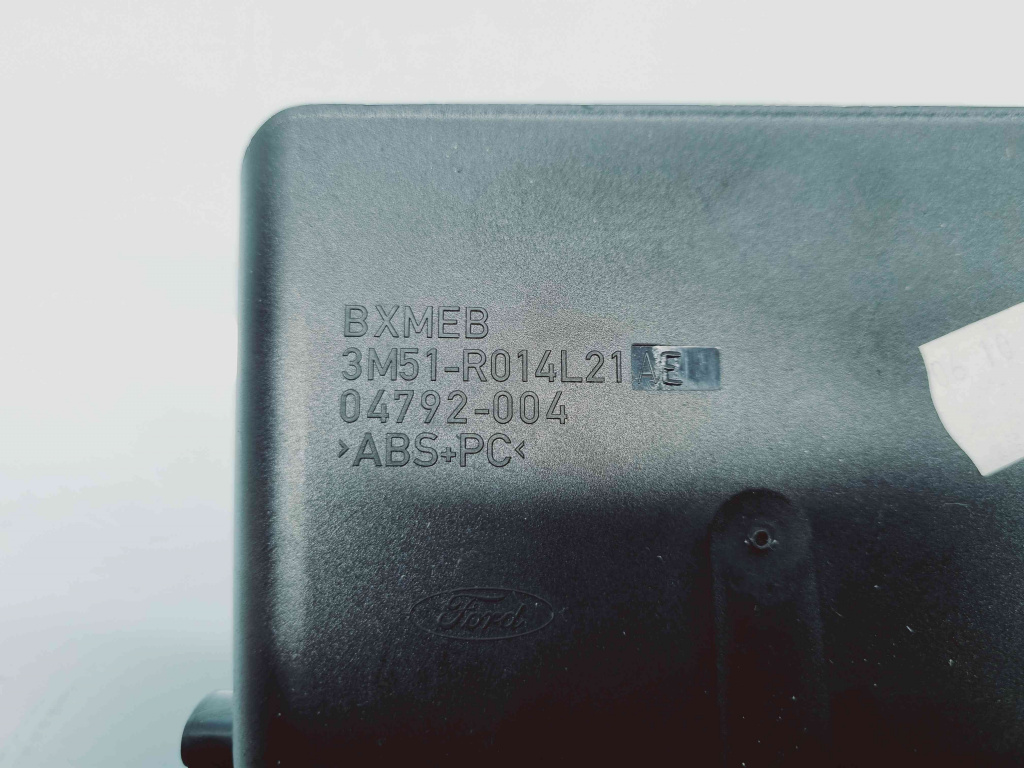 BXMEB
3M51-R014L21 AE
04792-004
>ABS+PC<
Ford